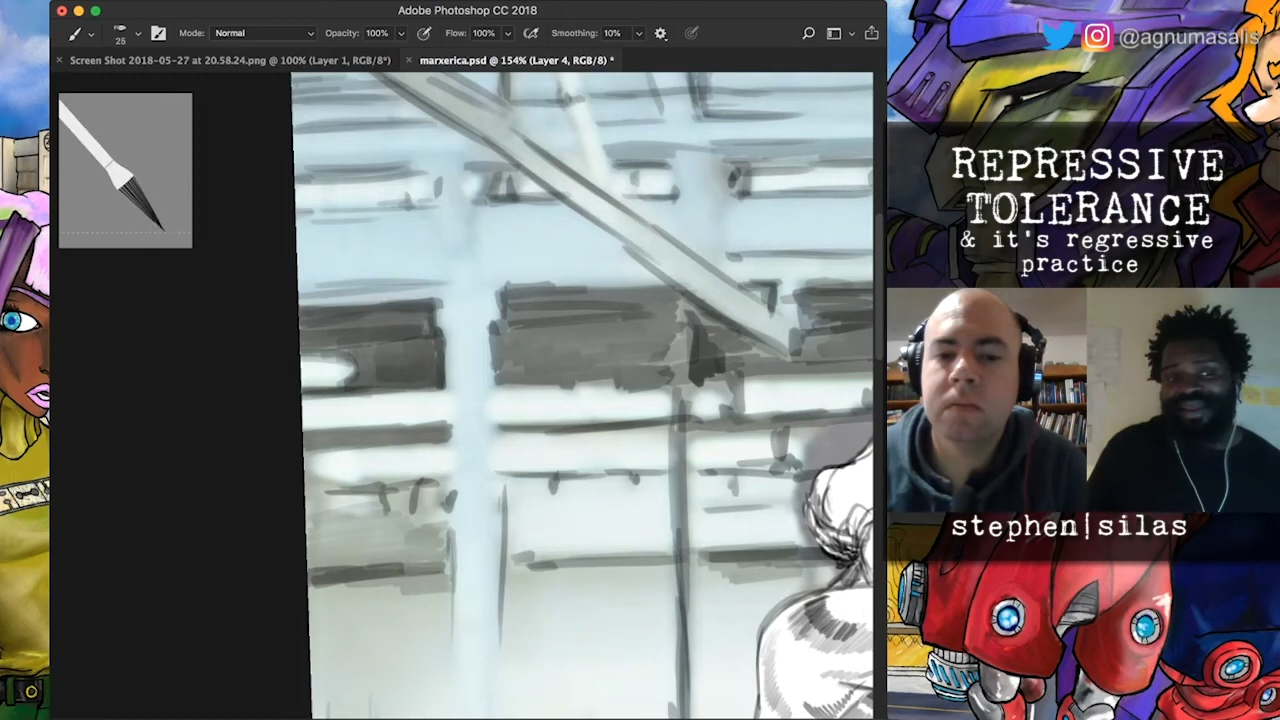 Adobe Photoshop CC 2018
25
Mode: Normal Opacity: 100% Flow: 100% Smoothing: 10%
@agnumasalis
× Screen Shot 2018-05-27 at 20.58.24.png @ 100% (Layer 1, RGB/8*) × marxerica.psd @ 154% (Layer 4, RGB/8) *
REPRESSIVE
TOLERANCE
& it's regressive
practice
stephen|silas